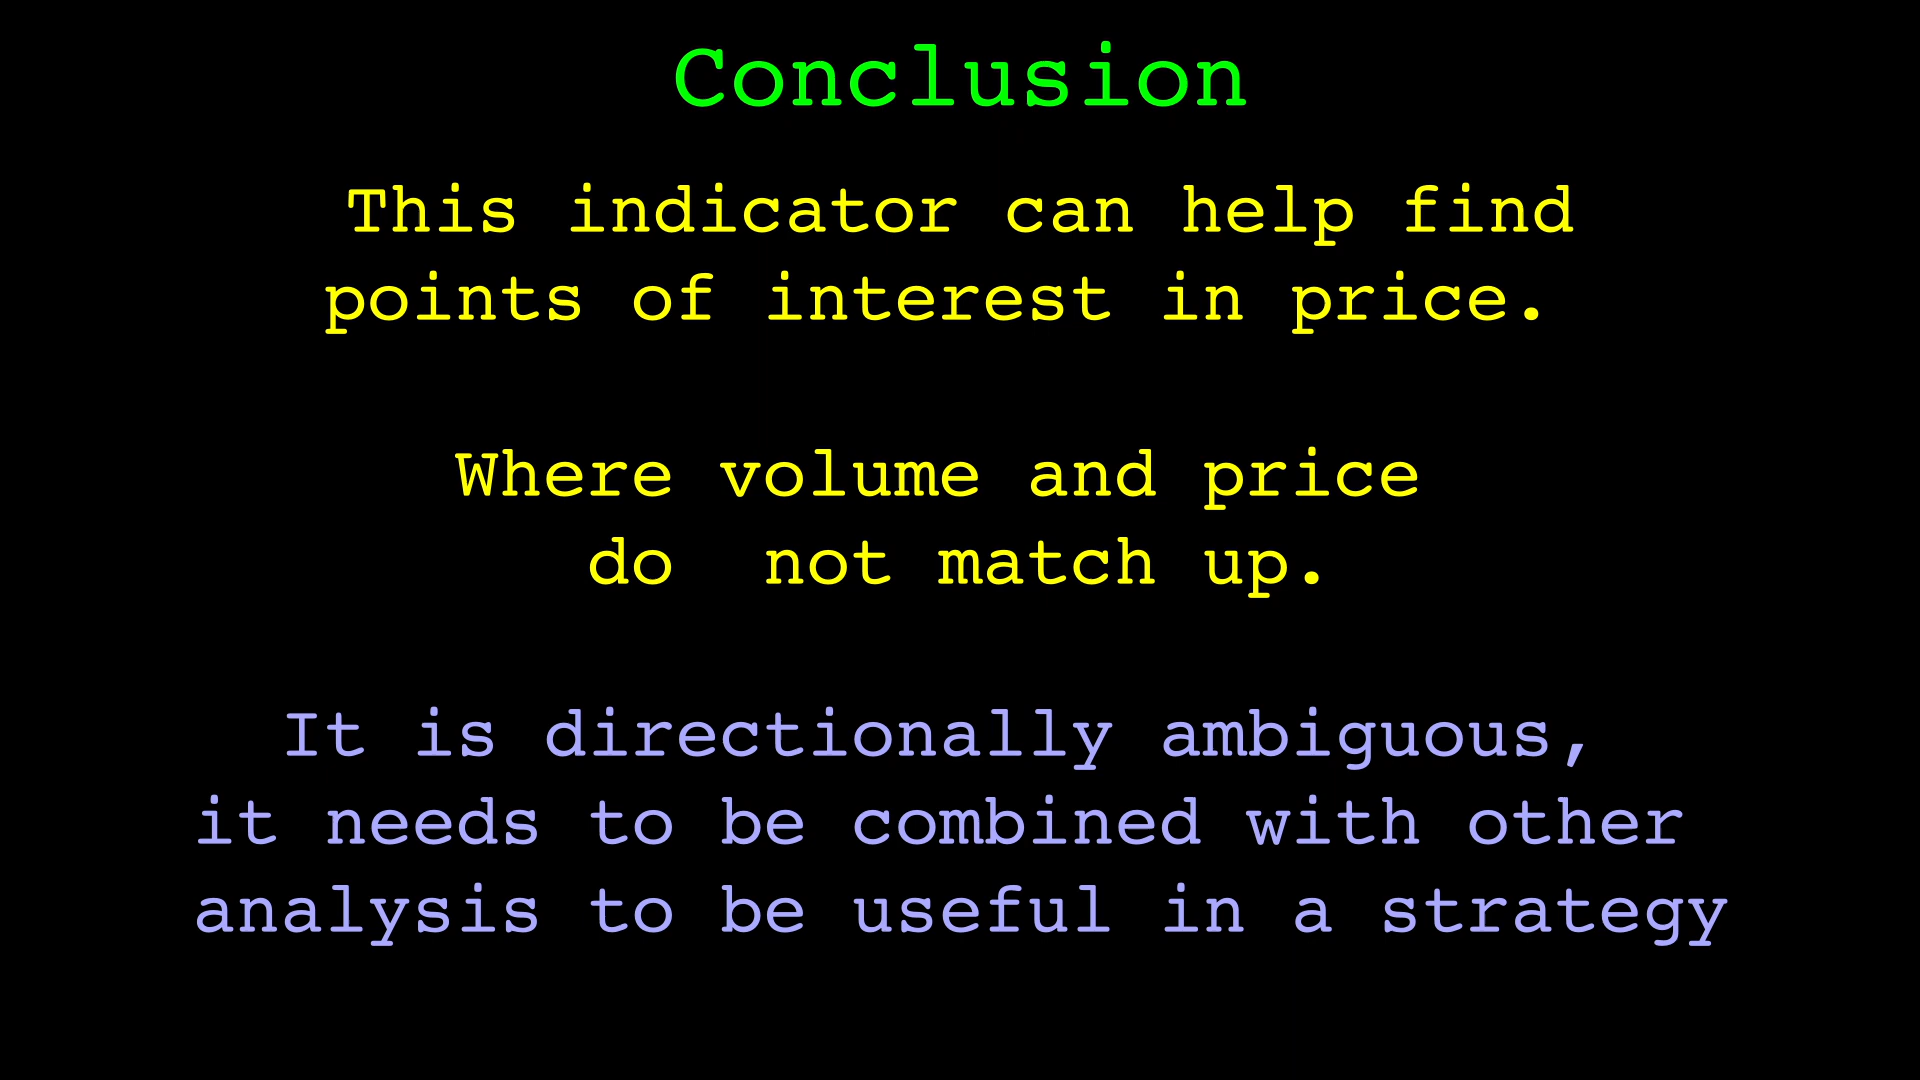 Conclusion
This indicator can help find
points of interest in price.
Where volume and price
do  not match up.
It is directionally ambiguous,
it needs to be combined with other
analysis to be useful in a strategy